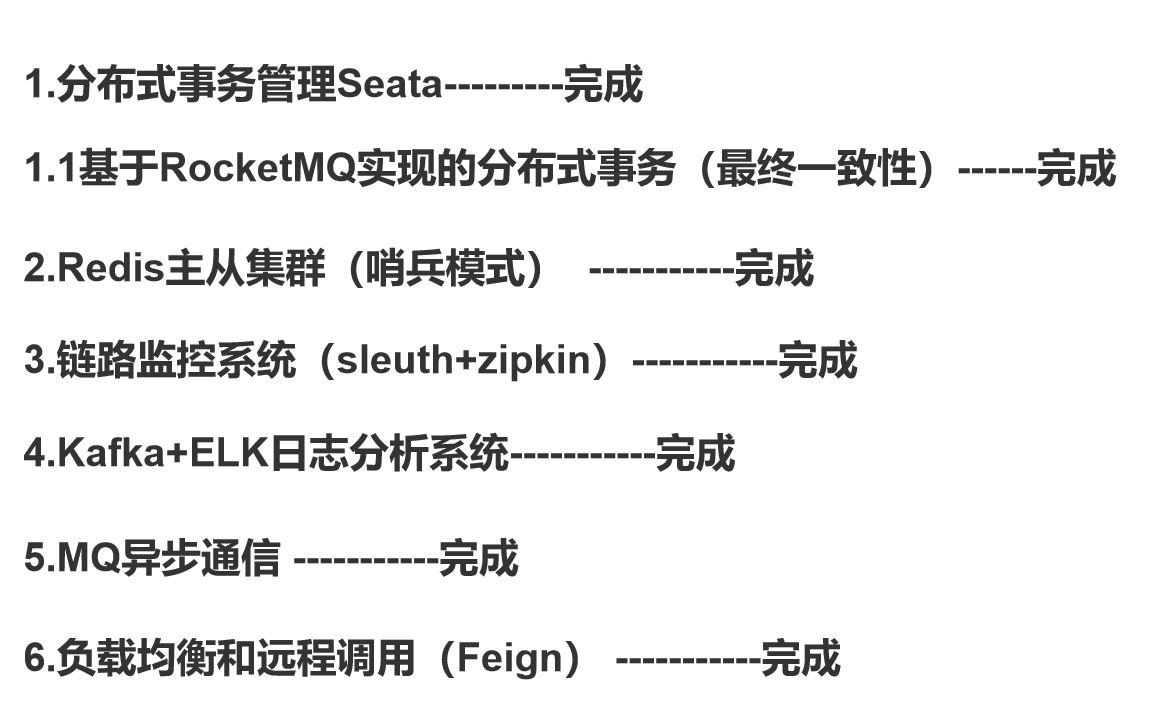 1.分布式事务管理Seata---------完成
1.1基于RocketMQ实现的分布式事务（最终一致性）------完成
2.Redis主从集群（哨兵模式） -----------完成
3.链路监控系统（sleuth+zipkin）-----------完成
4.Kafka+ELK日志分析系统-----------完成
5.MQ异步通信 -----------完成
6.负载均衡和远程调用（Feign） -----------完成